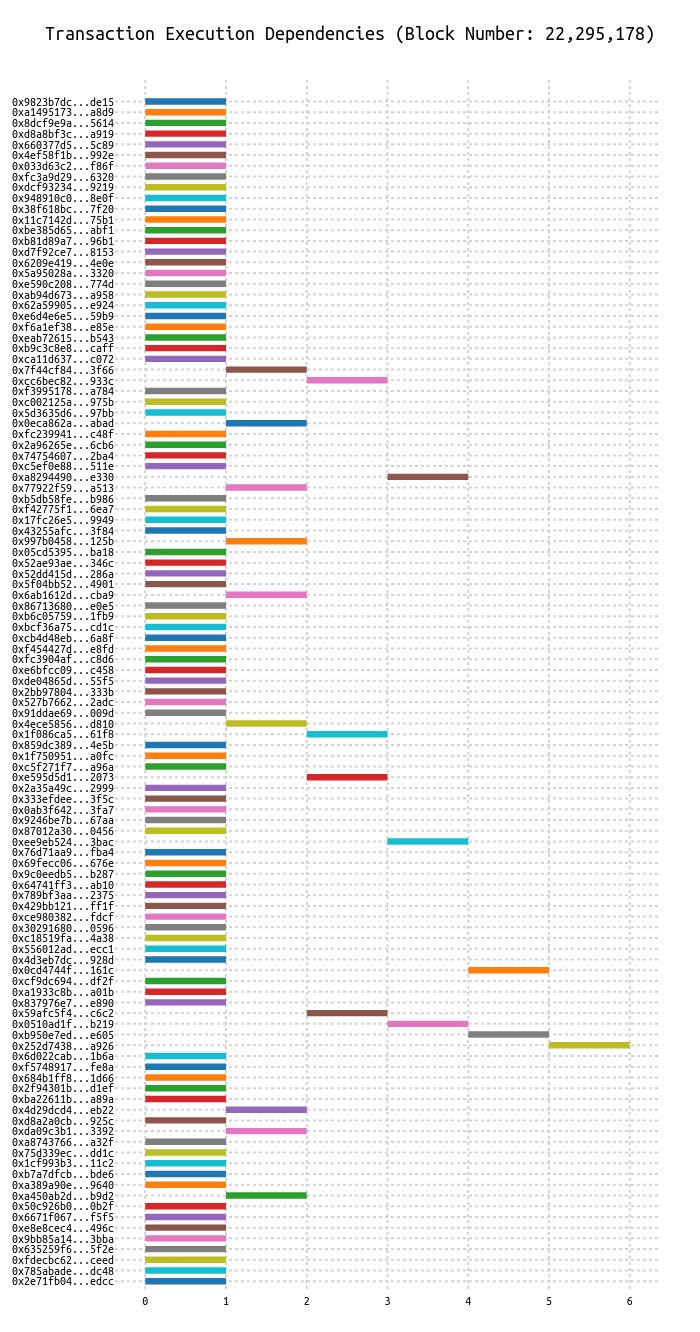 Transaction Execution Dependencies (Block Number: 22,295,178)
0x9823b7dc...de15
0xa1495173...a8d9
0x8dcf9e9a...5614
0xd8a8bf3c...a919
0x660377d5...5c89
0x4ef58f1b...992e
0x033d63c2...f86f
0xfc3a9d29...6320
0xdcf93234...9219
0x948910c0...8e0f
0x38f618bc...7f20
0x11c7142d...75b1
0xbe385d65...abf1
0xb81d89a7...96b1
0xd7f92ce7...8153
0x6209e419...4e0e
0x5a95028a...3320
0xe590c208...774d
0xab94d673...a958
0x62a59905...e924
0xe6d4e6e5...59b9
0xf6a1ef38...e85e
0xeab72615...b543
0xb9c3c8e8...caff
0xca11d637...c072
0x7f44cf84...3f66
0xcc6bec82...933c
0xf3995178...a784
0xc002125a...975b
0x5d3635d6...97bb
0x0eca862a...abad
0xfc239941...c48f
0x2a96265e...6cb6
0x74754607...2ba4
0xc5ef0e88...511e
0xa8294490...e330
0x77922f59...a513
0xb5db58fe...b986
0xf42775f1...6ea7
0x17fc26e5...9949
0x43255afc...3f84
0x997b0458...125b
0x05cd5395...ba18
0x52ae93ae...346c
0x52dd415d...286a
0x5f04bb52...4901
0x6ab1612d...cba9
0x86713680...e0e5
0xb6c05759...1fb9
0xbcf36a75...cd1c
0xcb4d48eb...6a8f
0xf454427d...e8fd
0xfc3904af...c8d6
0xe6bfcc09...c458
0xde04865d...55f5
0x2bb97804...333b
0x527b7662...2adc
0x91ddae69...009d
0x4ece5856...d810
0x1f086ca5...61f8
0x859dc389...4e5b
0x1f750951...a0fc
0xc5f271f7...a96a
0xe595d5d1...2073
0x2a35a49c...2999
0x333efdee...3f5c
0x0ab3f642...3fa7
0x9246be7b...67aa
0x87012a30...0456
0xee9eb524...3bac
0x76d71aa9...fba4
0x69fecc06...676e
0x9c0eedb5...b287
0x64741ff3...ab10
0x789bf3aa...2375
0x429bb121...ff1f
0xce980382...fdcf
0x30291680...0596
0xc18519fa...4a38
0x556012ad...ecc1
0x4d3eb7dc...928d
0x0cd4744f...161c
0xcf9dc694...df2f
0xa1933c8b...a01b
0x837976e7...e890
0x59afc5f4...c6c2
0x0510ad1f...b219
0xb950e7ed...e605
0x252d7438...a926
0x6d022cab...1b6a
0xf5748917...fe8a
0x684b1ff8...1d66
0x2f94301b...d1ef
0xba22611b...a89a
0x4d29dcd4...eb22
0xd8a2a0cb...925c
0xda09c3b1...3392
0xa8743766...a32f
0x75d339ec...dd1c
0x1cf993b3...11c2
0xb7a7dfcb...bde6
0xa389a90e...9640
0xa450ab2d...b9d2
0x50c926b0...0b2f
0x6671f067...f5f5
0xe8e8cec4...496c
0x9bb85a14...3bba
0x635259f6...5f2e
0xfdecbc62...ceed
0x785abade...dc48
0x2e71fb04...edcc
0 1 2 3 4 5 6